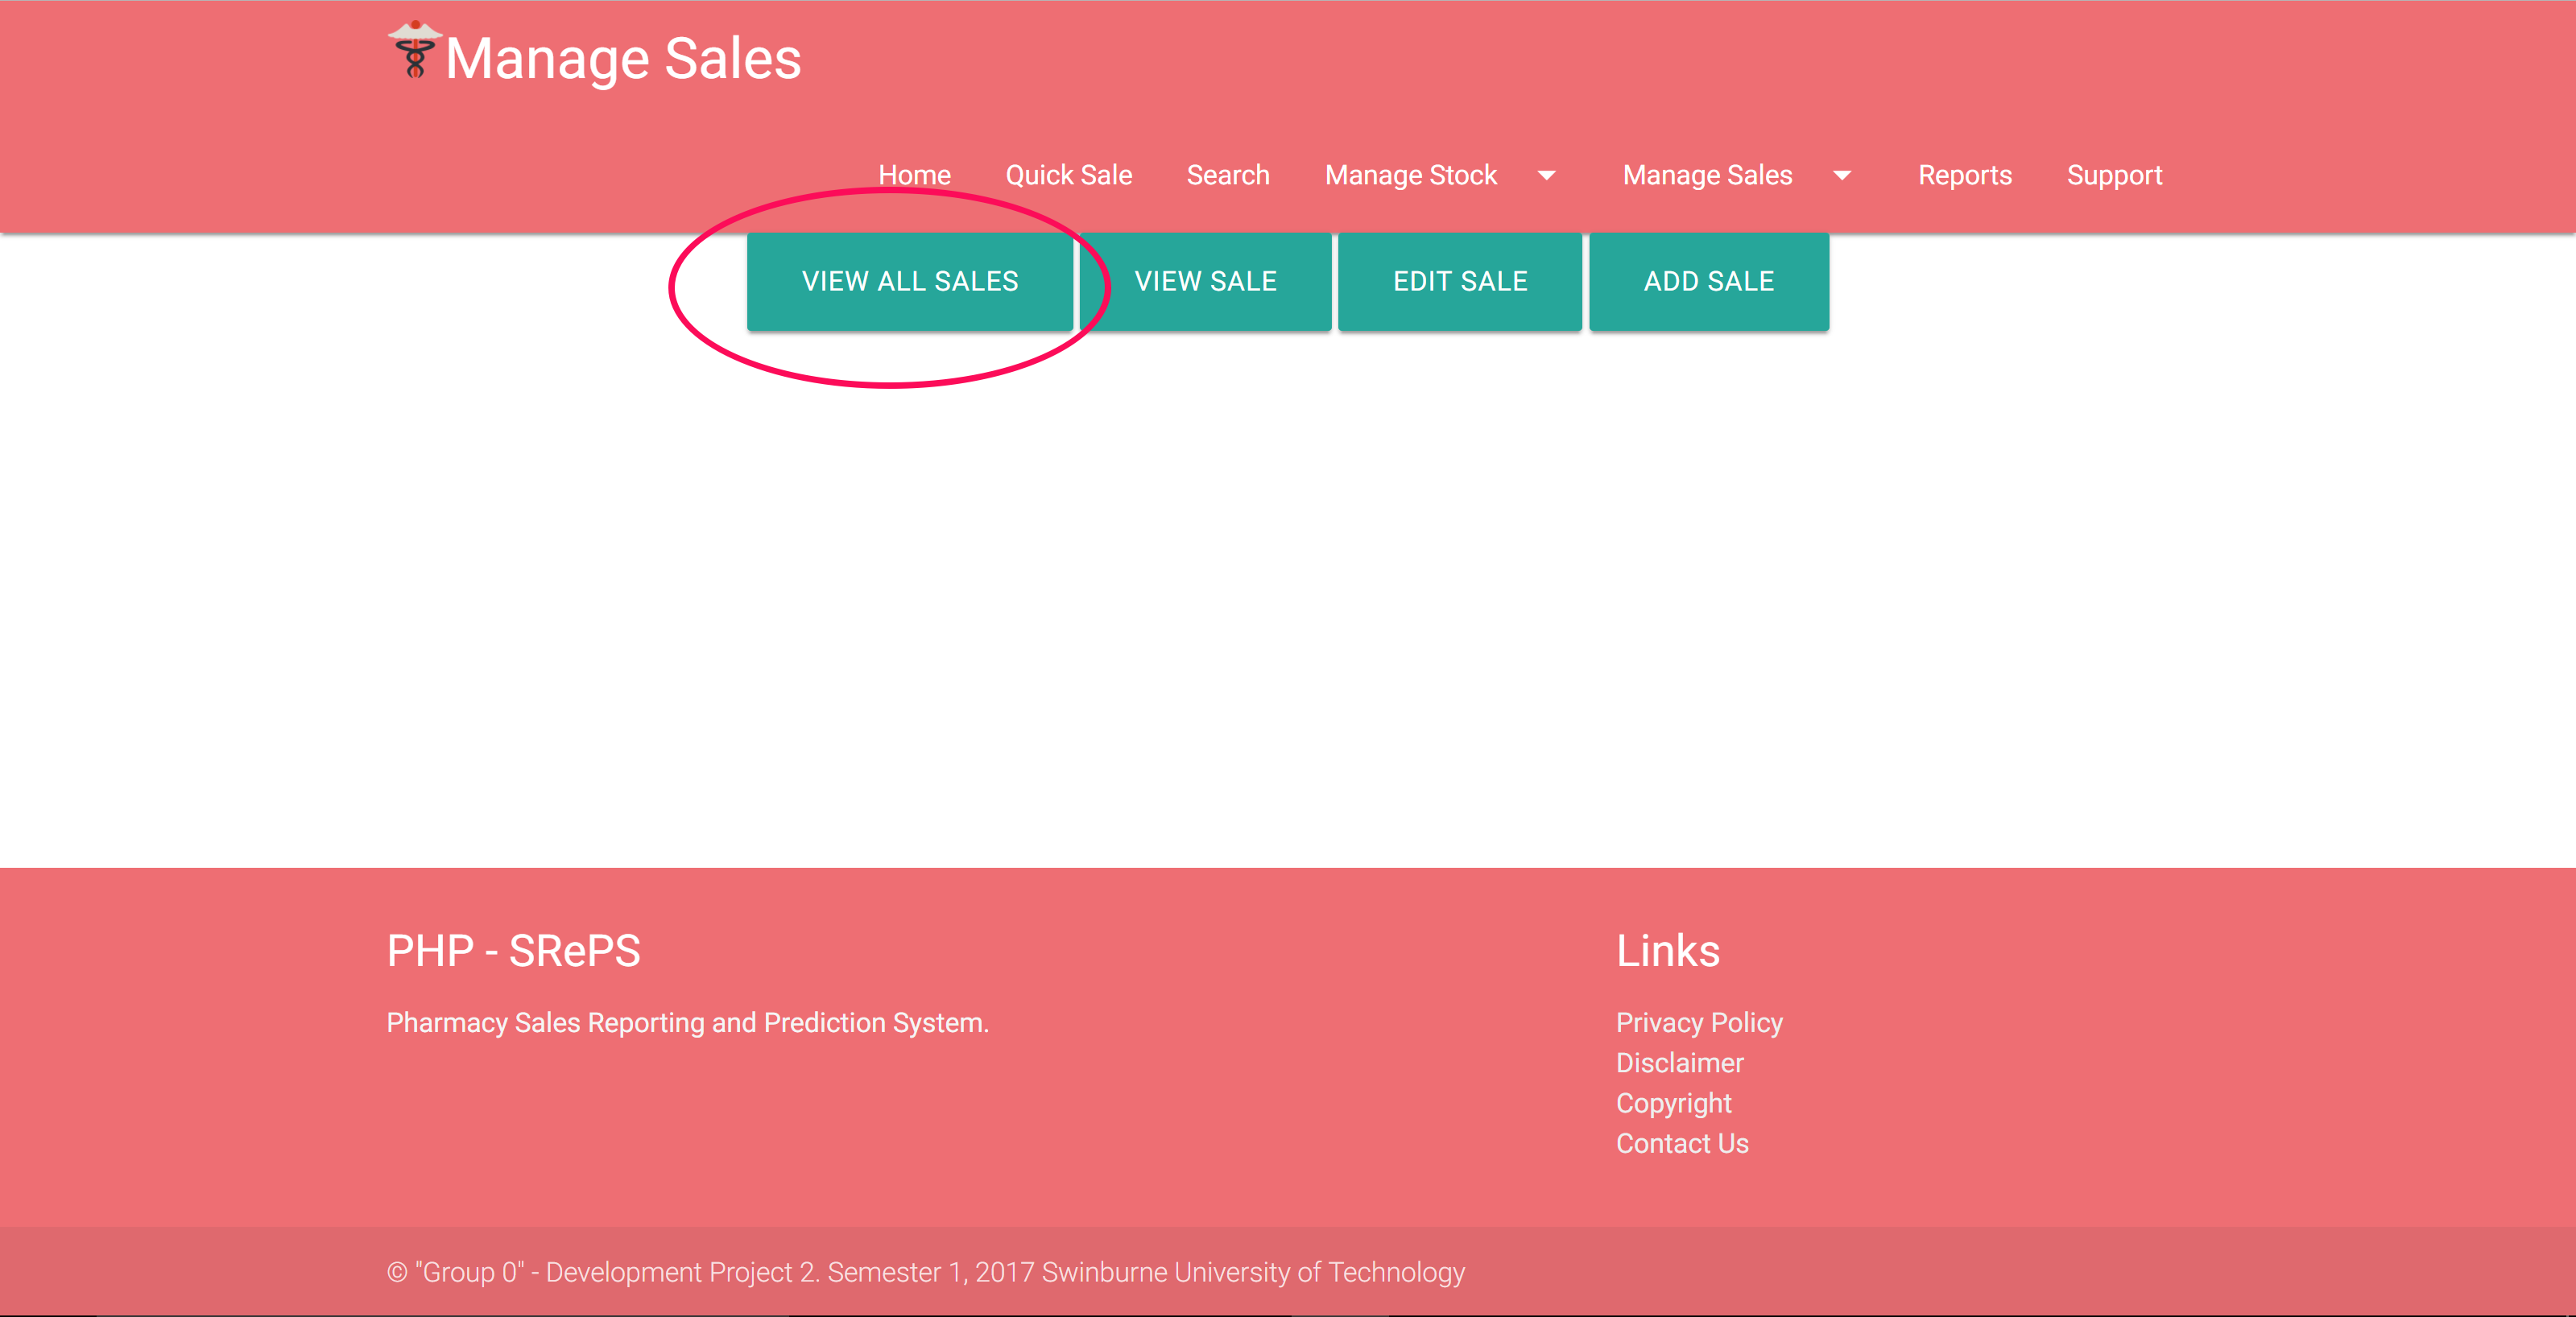 Manage Sales
Home Quick Sale Search Manage Stock Manage Sales Reports Support
VIEW ALL SALES VIEW SALE EDIT SALE ADD SALE
PHP - SRePS
Pharmacy Sales Reporting and Prediction System.
Links
Privacy Policy
Disclaimer
Copyright
Contact Us
© "Group 0" - Development Project 2. Semester 1, 2017 Swinburne University of Technology